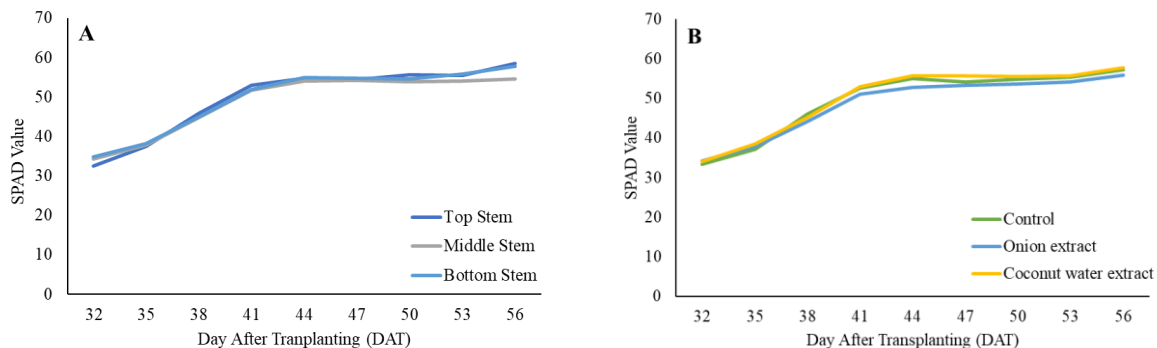 A
SPAD Value
70
60
50
40
30
20
10
0
Top Stem
Middle Stem
Bottom Stem
32 35 38 41 44 47 50 53 56
Day After Tranplanting (DAT)
B
SPAD Value
70
60
50
40
30
20
10
0
Control
Onion extract
Coconut water extract
32 35 38 41 44 47 50 53 56
Day After Transplanting (DAT)